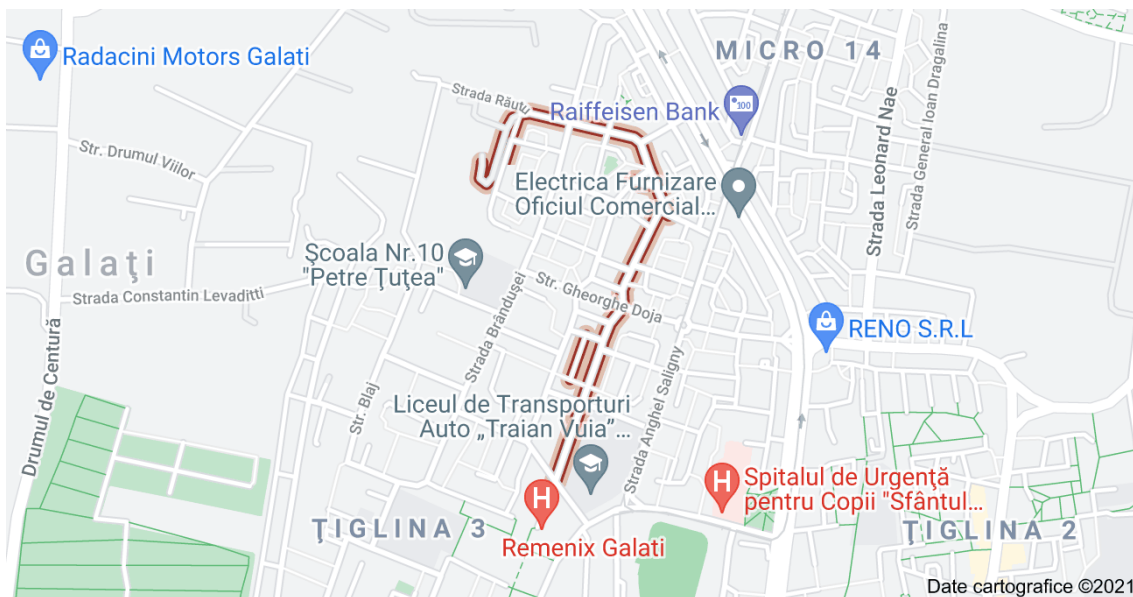 MICRO 14
Radacini Motors Galati
Strada Răutu
Raiffeisen Bank
100
Str. Drumul Viilor
Strada Leonard Nae
Strada General Ioan Dragalina
Electrica Furnizare
Oficiul Comercial...
Galaţi
Şcoala Nr.10
"Petre Ţuţea"
Str. Gheorghe Doja
Strada Constantin Levaditti
Strada Brânduşei
RENO S.R.L
Drumul de Centură
Str. Blaj
Strada Anghel Saligny
Liceul de Transporturi
Auto „Traian Vuia”...
H
Spitalul de Urgenţă
pentru Copii "Sfântul...
H
ŢIGLINA 3
ŢIGLINA 2
Remenix Galati
Date cartografice ©2021